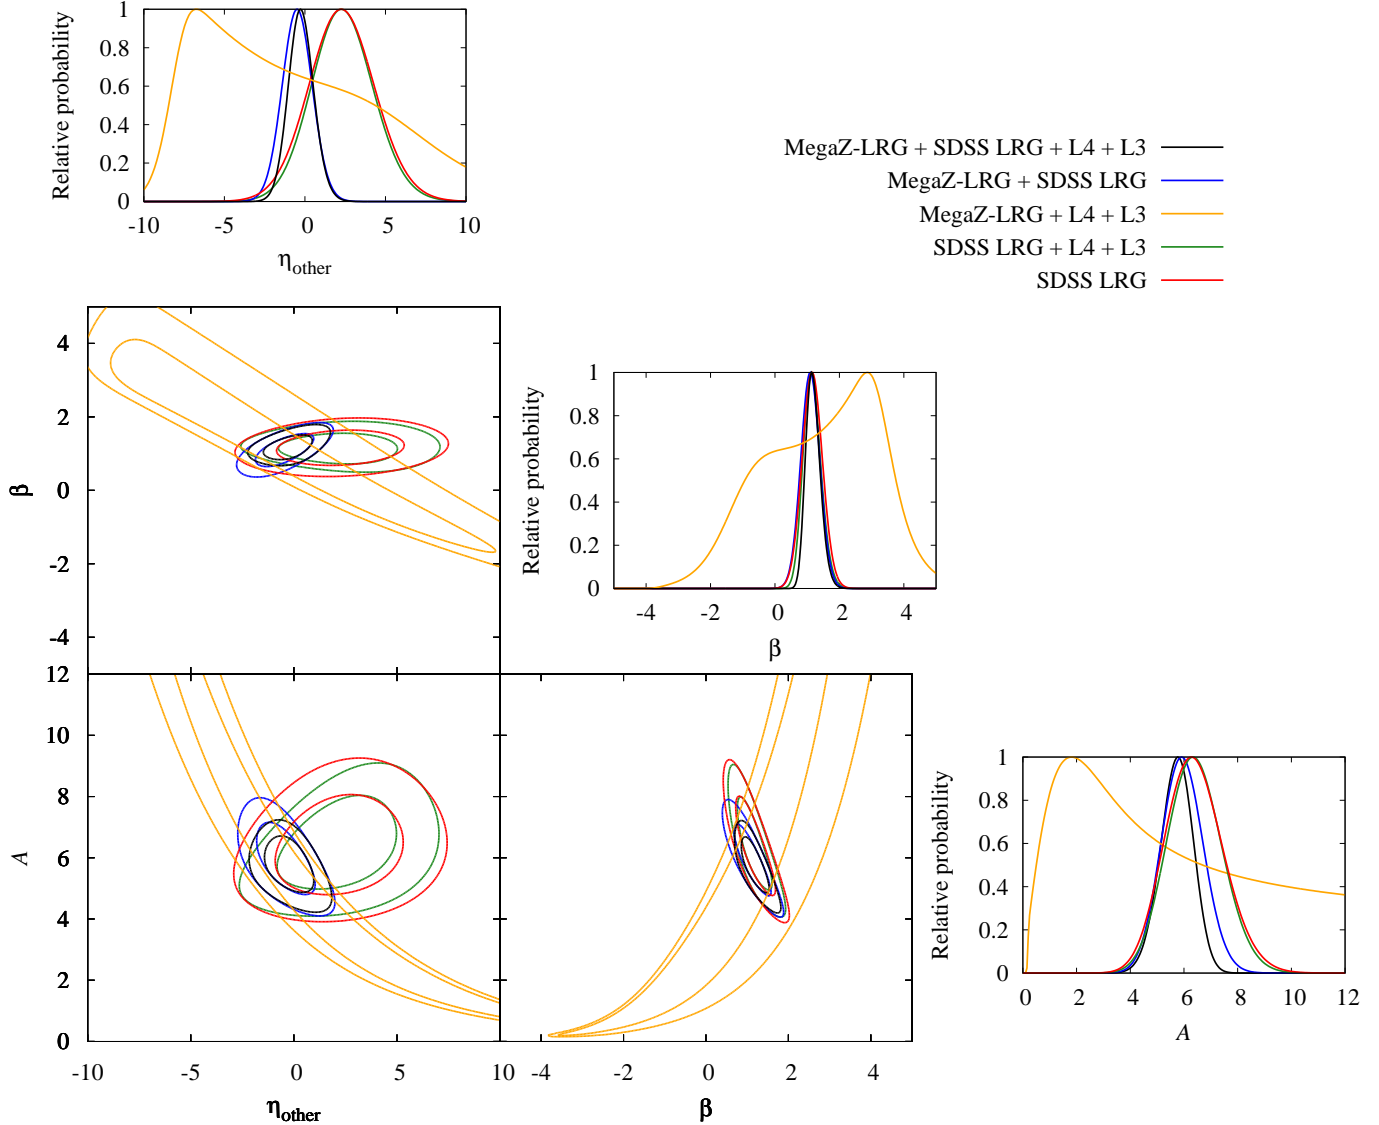 1
0.8
0.6
0.4
0.2
0
Relative probability
-10 -5 0 5 10
η_other
MegaZ-LRG + SDSS LRG + L4 + L3
MegaZ-LRG + SDSS LRG
MegaZ-LRG + L4 + L3
SDSS LRG + L4 + L3
SDSS LRG
4
2
0
-2
-4
β
1
0.8
0.6
0.4
0.2
0
Relative probability
-4 -2 0 2 4
β
12
10
8
6
4
2
0
A
-10 -5 0 5 10
η_other
-4 -2 0 2 4
β
1
0.8
0.6
0.4
0.2
0
Relative probability
0 2 4 6 8 10 12
A